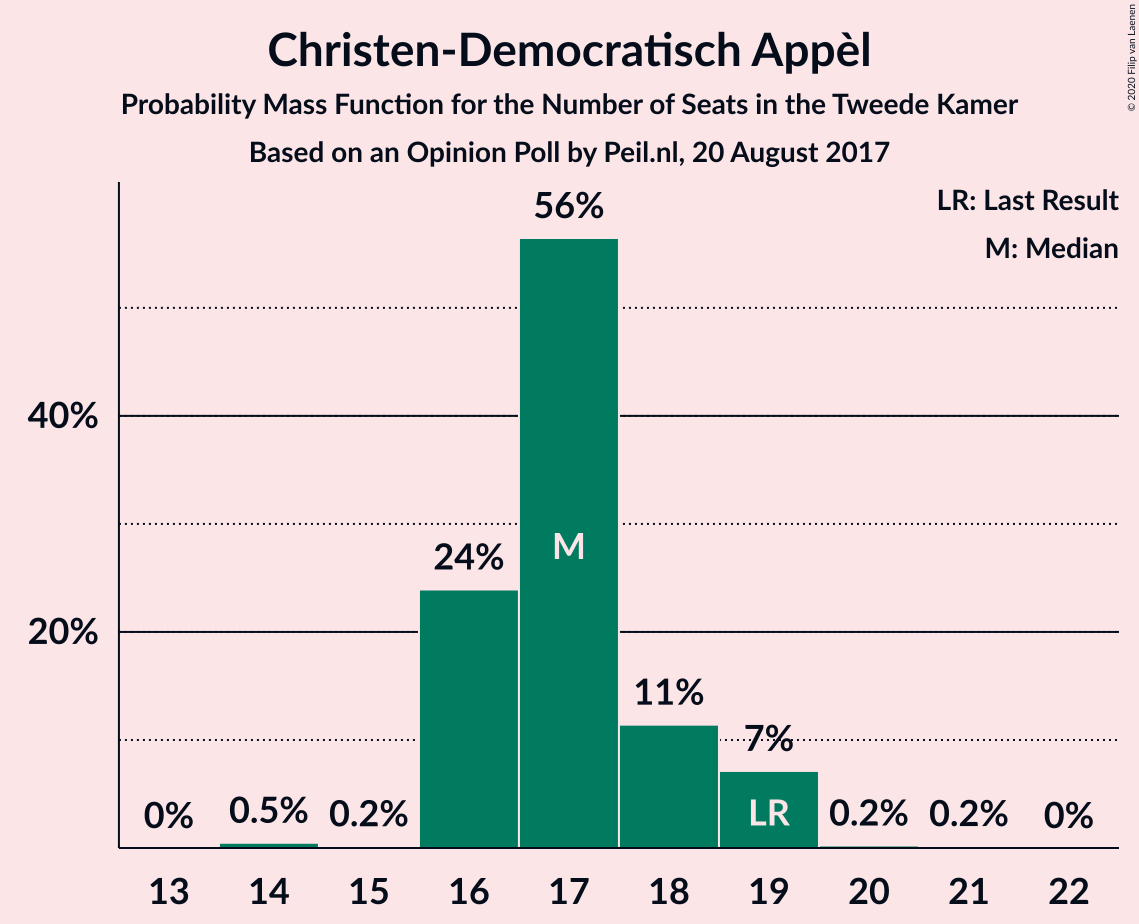 Christen-Democratisch Appèl
Probability Mass Function for the Number of Seats in the Tweede Kamer
Based on an Opinion Poll by Peil.nl, 20 August 2017
© 2020 Filip van Laenen
LR: Last Result
M: Median
40%
20%
0%
0.5%
0.2%
24%
56%
11%
7%
0.2%
0.2%
0%
M
LR
13 14 15 16 17 18 19 20 21 22